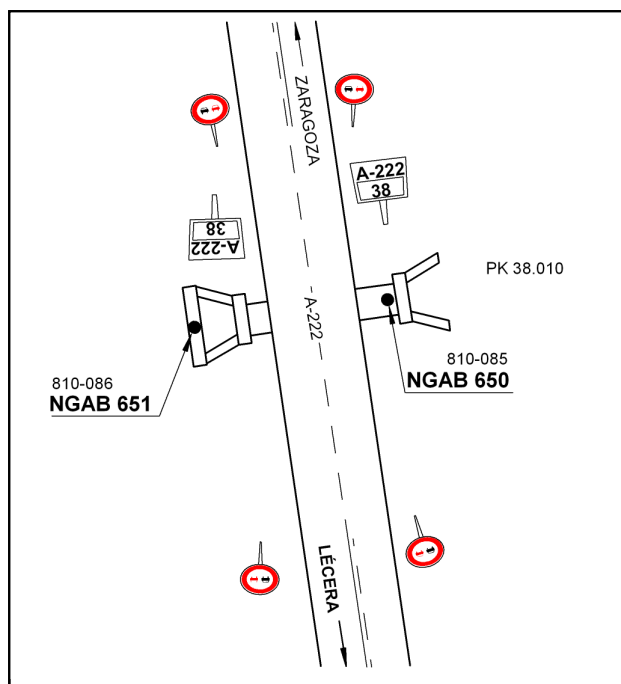 ZARAGOZA
A-222
38
A-222
38
PK 38.010
A-222
810-085
NGAB 650
810-086
NGAB 651
LÉCERA